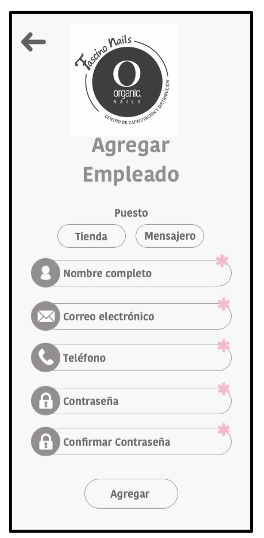 Fascino Nails
organic.
NAILS
CENTRO DE CAPACITACIÓN Y DISTRIBUCIÓN
Agregar
Empleado
Puesto
Tienda
Mensajero
Nombre completo
Correo electrónico
Teléfono
Contraseña
Confirmar Contraseña
Agregar